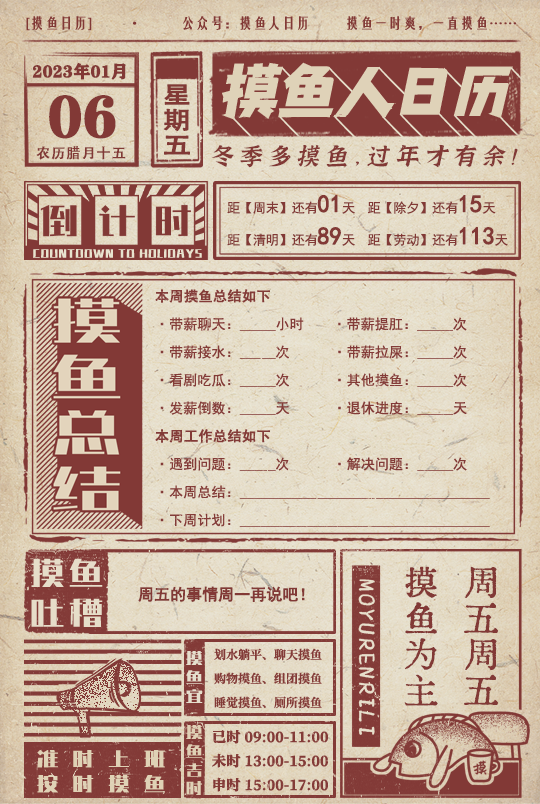 [摸鱼日历] · 公众号：摸鱼人日历 摸鱼一时爽，一直摸鱼……
2023年01月
06
农历腊月十五
星期五
摸鱼人日历
冬季多摸鱼,过年才有余!
倒计时
COUNTDOWN TO HOLIDAYS
距【周末】还有01天 距【除夕】还有15天
距【清明】还有89天 距【劳动】还有113天
摸鱼总结
本周摸鱼总结如下
·带薪聊天：____小时 ·带薪提肛：____次
·带薪接水：____次 ·带薪拉屎：____次
·看剧吃瓜：____次 ·其他摸鱼：____次
·发薪倒数：____天 ·退休进度：____天
本周工作总结如下
·遇到问题：____次 ·解决问题：____次
·本周总结：____
·下周计划：____
摸鱼
吐槽
周五的事情周一再说吧！
准时上班
按时摸鱼
摸鱼宜
划水躺平、聊天摸鱼
购物摸鱼、组团摸鱼
睡觉摸鱼、厕所摸鱼
摸鱼吉时
巳时 09:00-11:00
未时 13:00-15:00
申时 15:00-17:00
周五周五
摸鱼为主
MOYURENRILI
摸